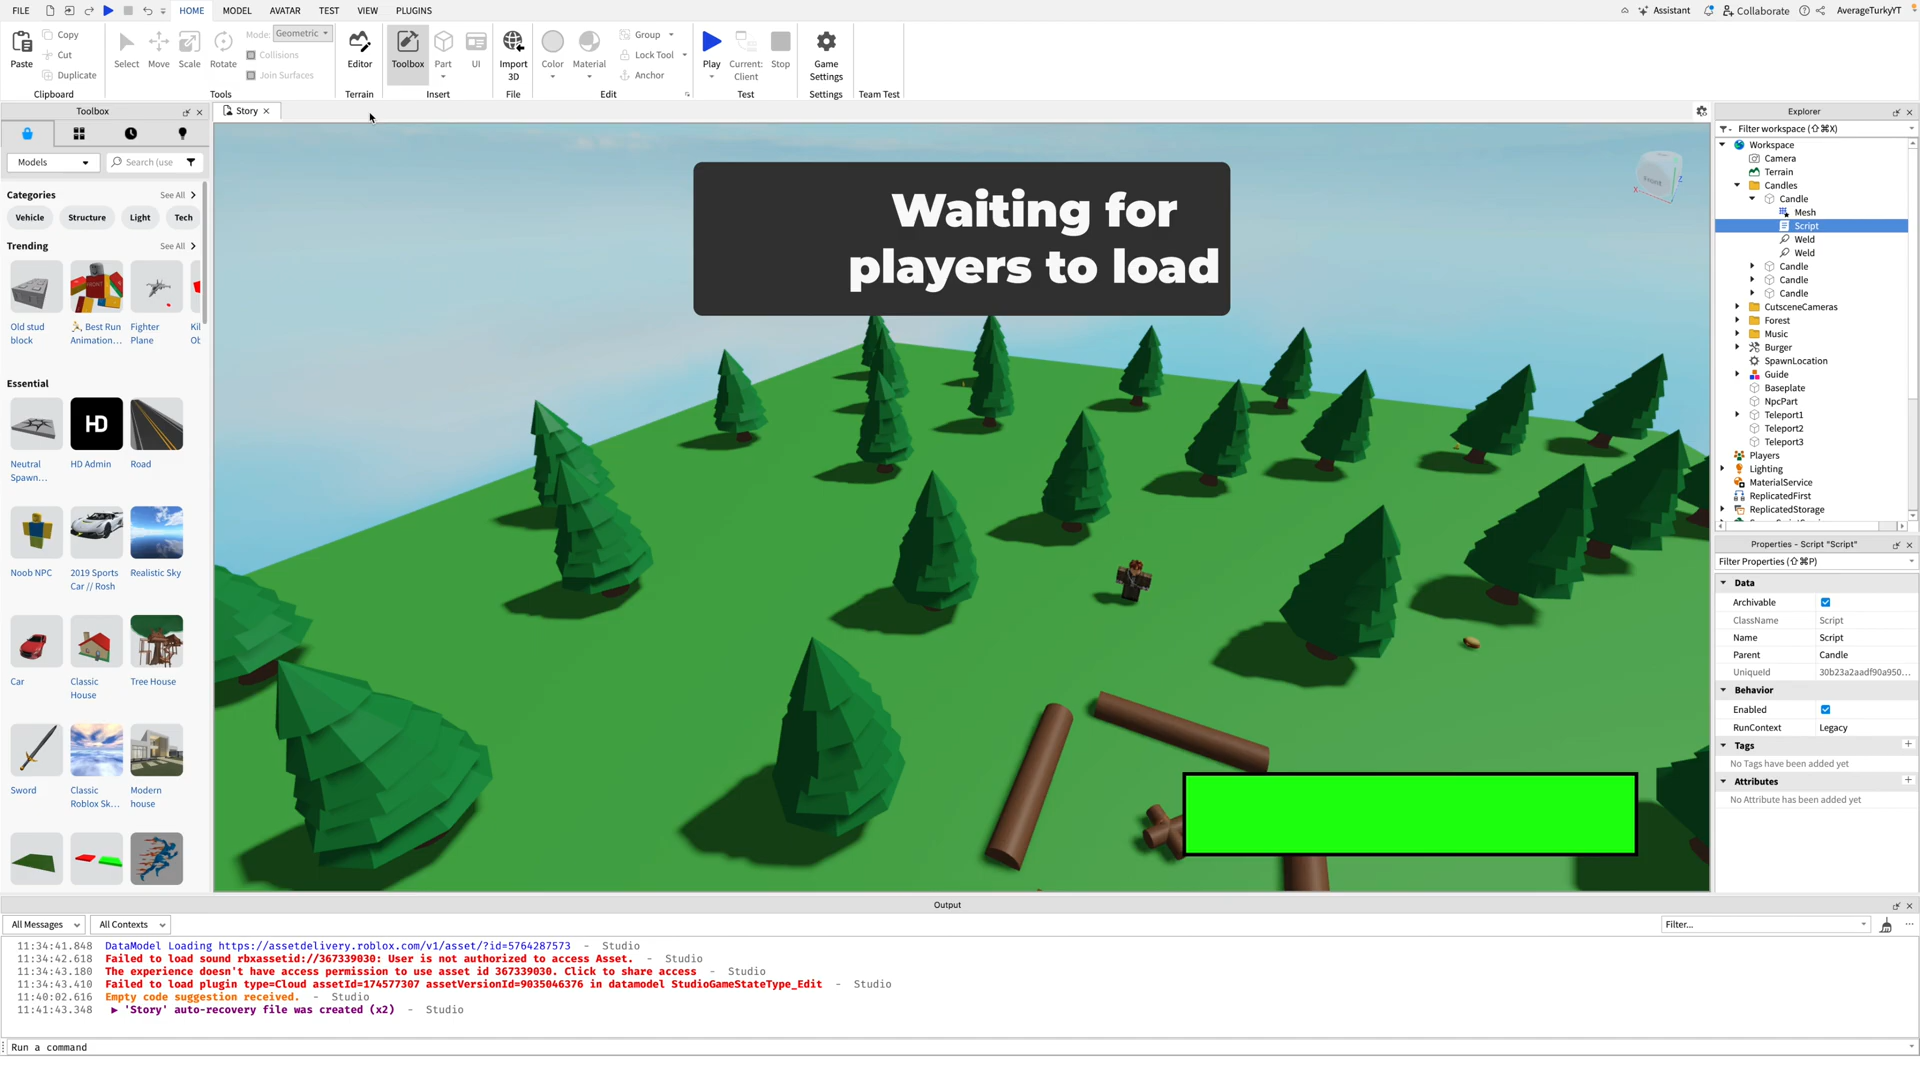 FILE HOME MODEL AVATAR TEST VIEW PLUGINS Assistant Collaborate AverageTurkyYT
Paste
Copy
Cut
Duplicate
Clipboard
Select Move Scale Rotate
Mode: Geometric
Collisions
Join Surfaces
Tools
Editor
Terrain
Toolbox Part UI
Insert
Import
3D
File
Color Material
Group
Lock Tool
Anchor
Edit
Play
Current:
Client
Stop
Test
Game
Settings
Settings
Team Test
Toolbox
Models
Search (use
Categories See All
Vehicle Structure Light Tech
Trending See All
Old stud
block
Best Run
Animation...
Fighter
Plane
Kil
Ob
Essential
HD
Neutral
Spawn...
HD Admin
Road
Noob NPC
2019 Sports
Car // Rosh
Realistic Sky
Car
Classic
House
Tree House
Sword
Classic
Roblox Sk...
Modern
house
Story
Waiting for
players to load
FRONT
X
Z
Explorer
Filter workspace (⇧⌘X)
Workspace
Camera
Terrain
Candles
Candle
Mesh
Script
Weld
Weld
Candle
Candle
Candle
CutsceneCameras
Forest
Music
Burger
SpawnLocation
Guide
Baseplate
NpcPart
Teleport1
Teleport2
Teleport3
Players
Lighting
MaterialService
ReplicatedFirst
ReplicatedStorage
Properties - Script "Script"
Filter Properties (⇧⌘P)
Data
Archivable
ClassName Script
Name Script
Parent Candle
UniqueId 30b23a2aadf90a950...
Behavior
Enabled
RunContext Legacy
Tags
No Tags have been added yet
Attributes
No Attribute has been added yet
Output
All Messages All Contexts Filter...
11:34:41.848 DataModel Loading https://assetdelivery.roblox.com/v1/asset/?id=5764287573 - Studio
11:34:42.618 Failed to load sound rbxassetid://367339030: User is not authorized to access Asset. - Studio
11:34:43.180 The experience doesn't have access permission to use asset id 367339030. Click to share access - Studio
11:34:43.410 Failed to load plugin type=Cloud assetId=174577307 assetVersionId=9035046376 in datamodel StudioGameStateType_Edit - Studio
11:40:02.616 Empty code suggestion received. - Studio
11:41:43.348 ▶ 'Story' auto-recovery file was created (x2) - Studio
Run a command